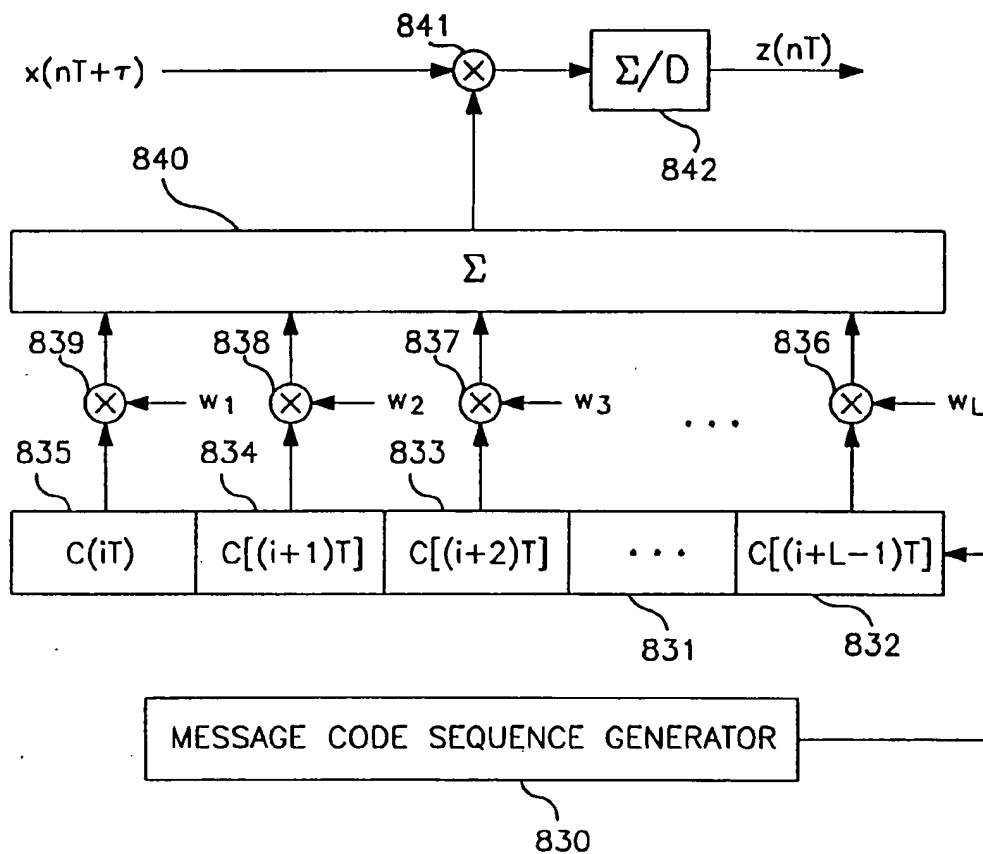 841
x(nT+τ)
Σ/D
z(nT)
842
840
Σ
839
838
837
836
w1
w2
w3
...
wL
835
834
833
C(iT)
C[(i+1)T]
C[(i+2)T]
...
C[(i+L-1)T]
831
832
MESSAGE CODE SEQUENCE GENERATOR
830